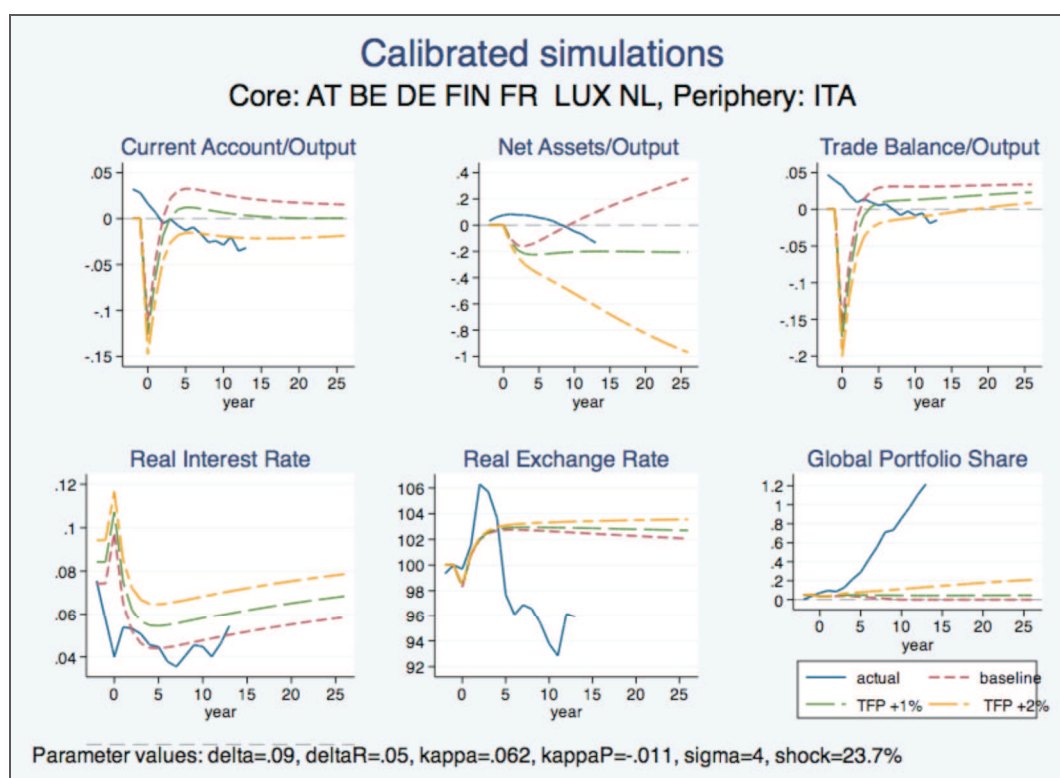 Calibrated simulations
Core: AT BE DE FIN FR LUX NL, Periphery: ITA
Current Account/Output
.05
0
-.05
-.1
-.15
0 5 10 15 20 25
year
Net Assets/Output
.4
.2
0
-.2
-.4
-.6
-.8
-1
0 5 10 15 20 25
year
Trade Balance/Output
.05
0
-.05
-.1
-.15
-.2
0 5 10 15 20 25
year
Real Interest Rate
.12
.1
.08
.06
.04
0 5 10 15 20 25
year
Real Exchange Rate
106
104
102
100
98
96
94
92
0 5 10 15 20 25
year
Global Portfolio Share
1.2
1
.8
.6
.4
.2
0
0 5 10 15 20 25
year
actual baseline
TFP +1% TFP +2%
Parameter values: delta=.09, deltaR=.05, kappa=.062, kappaP=-.011, sigma=4, shock=23.7%